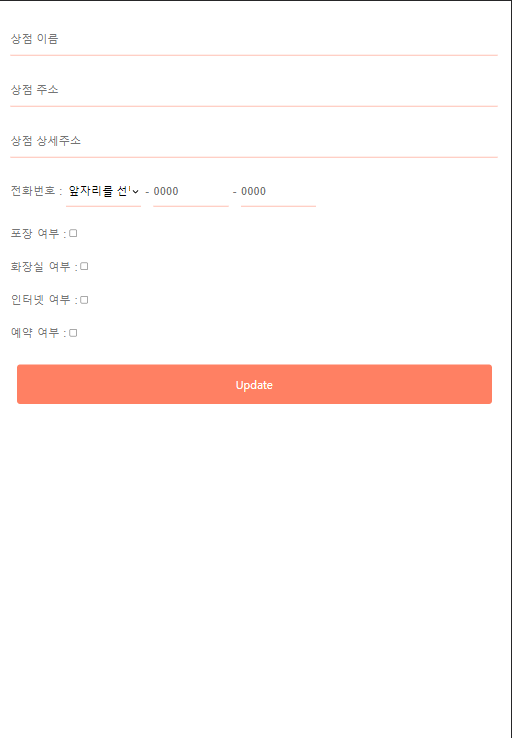 상점 이름
상점 주소
상점 상세주소
전화번호 : 앞자리를 - 0000 - 0000
포장 여부 :
화장실 여부 :
인터넷 여부 :
예약 여부 :
Update